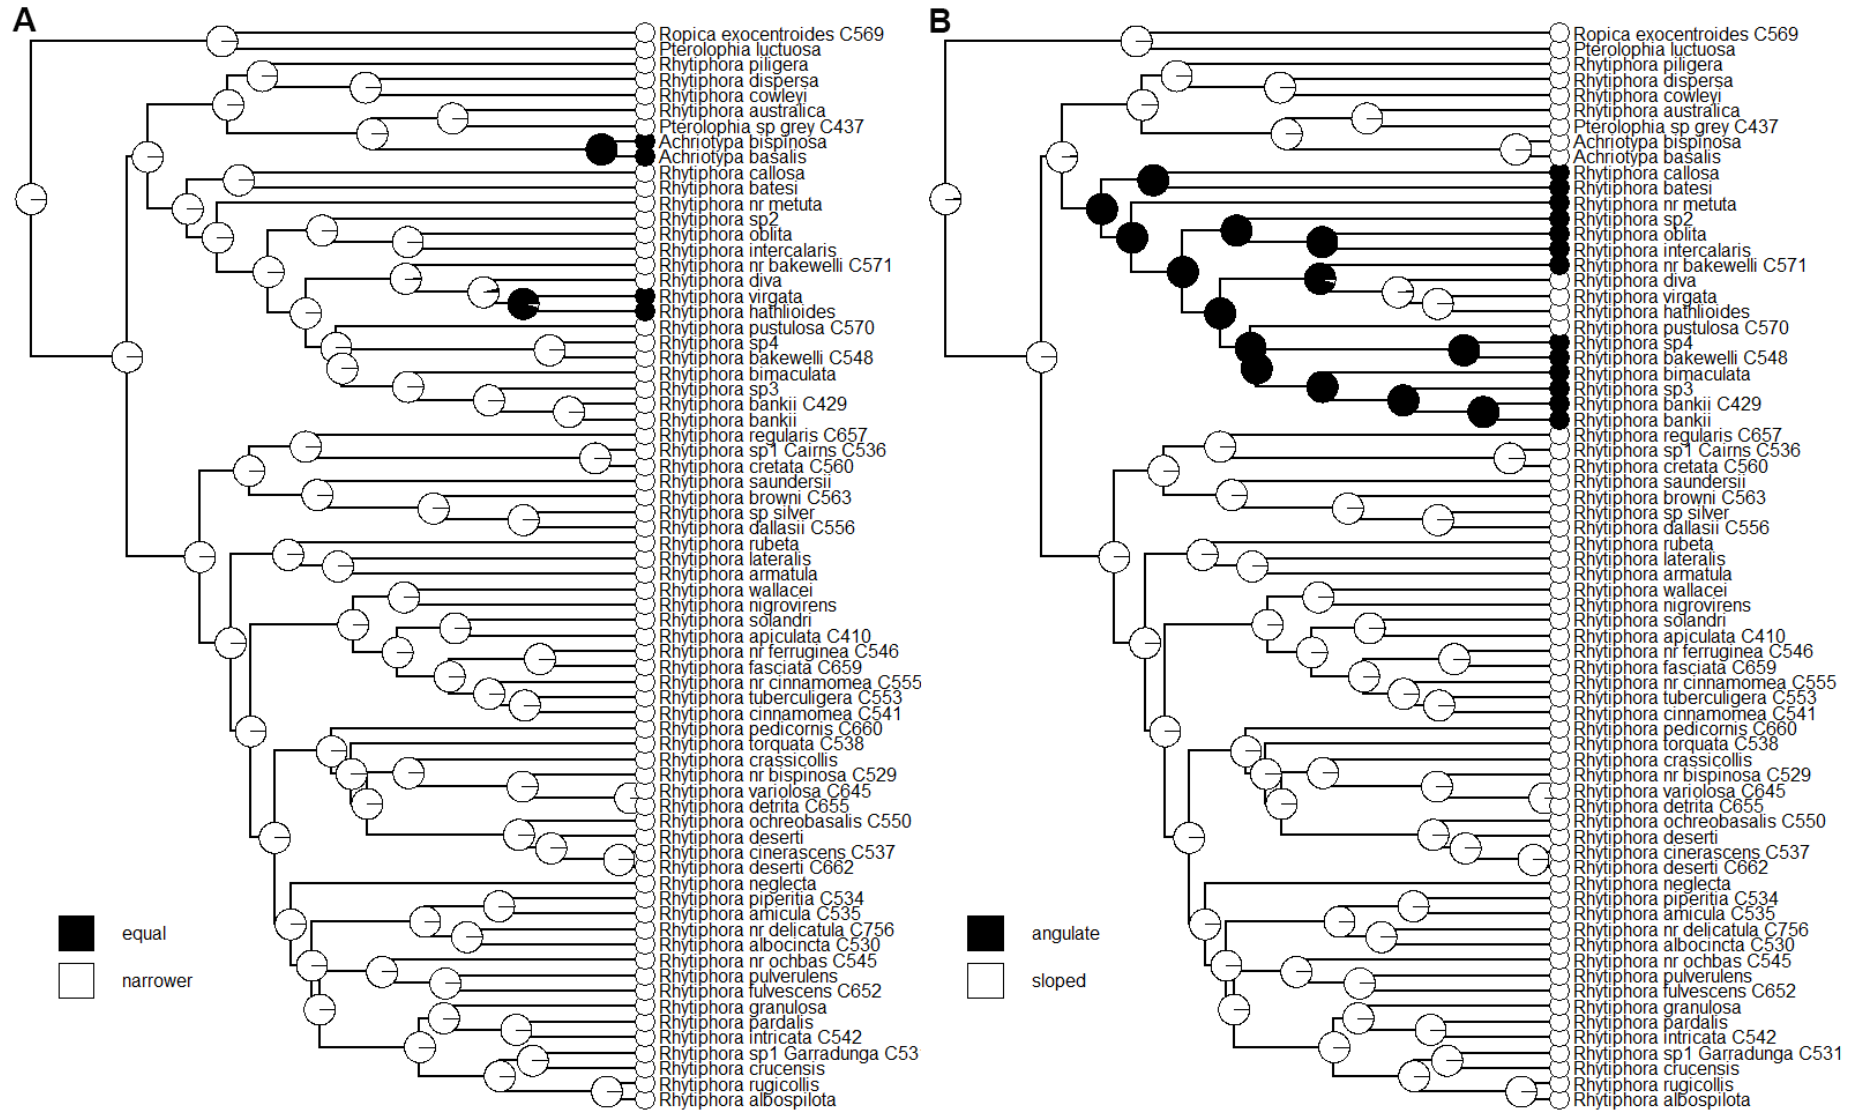 A
Ropica exocentroides C569
Pterolophia luctuosa
Rhytiphora piligera
Rhytiphora dispersa
Rhytiphora cowleyi
Rhytiphora australica
Pterolophia sp grey C437
Achriotypa bispinosa
Achriotypa basalis
Rhytiphora callosa
Rhytiphora batesi
Rhytiphora nr metuta
Rhytiphora sp2
Rhytiphora oblita
Rhytiphora intercalaris
Rhytiphora nr bakewelli C571
Rhytiphora diva
Rhytiphora virgata
Rhytiphora hathlioides
Rhytiphora pustulosa C570
Rhytiphora sp4
Rhytiphora bakewelli C548
Rhytiphora bimaculata
Rhytiphora sp3
Rhytiphora bankii C429
Rhytiphora bankii
Rhytiphora regularis C657
Rhytiphora sp1 Cairns C536
Rhytiphora cretata C560
Rhytiphora saundersii
Rhytiphora browni C563
Rhytiphora sp silver
Rhytiphora dallasii C556
Rhytiphora rubeta
Rhytiphora lateralis
Rhytiphora armatula
Rhytiphora wallacei
Rhytiphora nigrovirens
Rhytiphora solandri
Rhytiphora apiculata C410
Rhytiphora nr ferruginea C546
Rhytiphora fasciata C659
Rhytiphora nr cinnamomea C555
Rhytiphora tuberculigera C553
Rhytiphora cinnamomea C541
Rhytiphora pedicornis C660
Rhytiphora torquata C538
Rhytiphora crassicollis
Rhytiphora nr bispinosa C529
Rhytiphora variolosa C645
Rhytiphora detrita C655
Rhytiphora ochreobasalis C550
Rhytiphora deserti
Rhytiphora cinerascens C537
Rhytiphora deserti C662
Rhytiphora neglecta
Rhytiphora piperitia C534
Rhytiphora amicula C535
Rhytiphora nr delicatula C756
Rhytiphora albocincta C530
Rhytiphora nr ochbas C545
Rhytiphora pulverulens
Rhytiphora fulvescens C652
Rhytiphora granulosa
Rhytiphora pardalis
Rhytiphora intricata C542
Rhytiphora sp1 Garradunga C53
Rhytiphora crucensis
Rhytiphora rugicollis
Rhytiphora albospilota
equal
narrower
B
Ropica exocentroides C569
Pterolophia luctuosa
Rhytiphora piligera
Rhytiphora dispersa
Rhytiphora cowleyi
Rhytiphora australica
Pterolophia sp grey C437
Achriotypa bispinosa
Achriotypa basalis
Rhytiphora callosa
Rhytiphora batesi
Rhytiphora nr metuta
Rhytiphora sp2
Rhytiphora oblita
Rhytiphora intercalaris
Rhytiphora nr bakewelli C571
Rhytiphora diva
Rhytiphora virgata
Rhytiphora hathlioides
Rhytiphora pustulosa C570
Rhytiphora sp4
Rhytiphora bakewelli C548
Rhytiphora bimaculata
Rhytiphora sp3
Rhytiphora bankii C429
Rhytiphora bankii
Rhytiphora regularis C657
Rhytiphora sp1 Cairns C536
Rhytiphora cretata C560
Rhytiphora saundersii
Rhytiphora browni C563
Rhytiphora sp silver
Rhytiphora dallasii C556
Rhytiphora rubeta
Rhytiphora lateralis
Rhytiphora armatula
Rhytiphora wallacei
Rhytiphora nigrovirens
Rhytiphora solandri
Rhytiphora apiculata C410
Rhytiphora nr ferruginea C546
Rhytiphora fasciata C659
Rhytiphora nr cinnamomea C555
Rhytiphora tuberculigera C553
Rhytiphora cinnamomea C541
Rhytiphora pedicornis C660
Rhytiphora torquata C538
Rhytiphora crassicollis
Rhytiphora nr bispinosa C529
Rhytiphora variolosa C645
Rhytiphora detrita C655
Rhytiphora ochreobasalis C550
Rhytiphora deserti
Rhytiphora cinerascens C537
Rhytiphora deserti C662
Rhytiphora neglecta
Rhytiphora piperitia C534
Rhytiphora amicula C535
Rhytiphora nr delicatula C756
Rhytiphora albocincta C530
Rhytiphora nr ochbas C545
Rhytiphora pulverulens
Rhytiphora fulvescens C652
Rhytiphora granulosa
Rhytiphora pardalis
Rhytiphora intricata C542
Rhytiphora sp1 Garradunga C531
Rhytiphora crucensis
Rhytiphora rugicollis
Rhytiphora albospilota
angulate
sloped